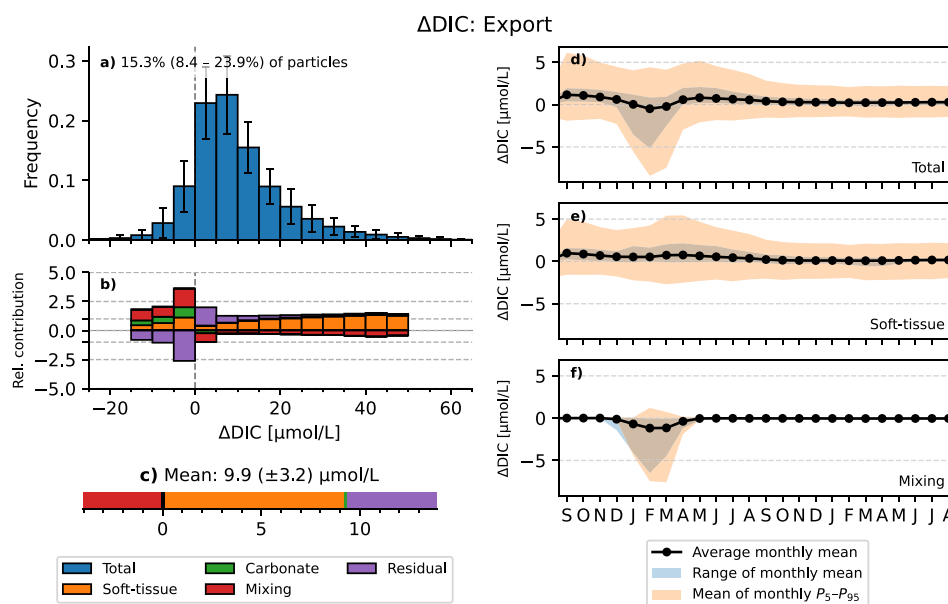 ΔDIC: Export
a) 15.3% (8.4 – 23.9%) of particles
Frequency
0.3
0.2
0.1
0.0
b)
Rel. contribution
5.0
2.5
0.0
−2.5
−5.0
−20 0 20 40 60
ΔDIC [μmol/L]
c) Mean: 9.9 (±3.2) μmol/L
0 5 10
Total
Soft-tissue
Carbonate
Mixing
Residual
d)
ΔDIC [μmol/L]
5
0
−5
Total
e)
ΔDIC [μmol/L]
5
0
−5
Soft-tissue
f)
ΔDIC [μmol/L]
5
0
−5
Mixing
S O N D J F M A M J J A S O N D J F M A M J J A
Average monthly mean
Range of monthly mean
Mean of monthly P₅–P₉₅